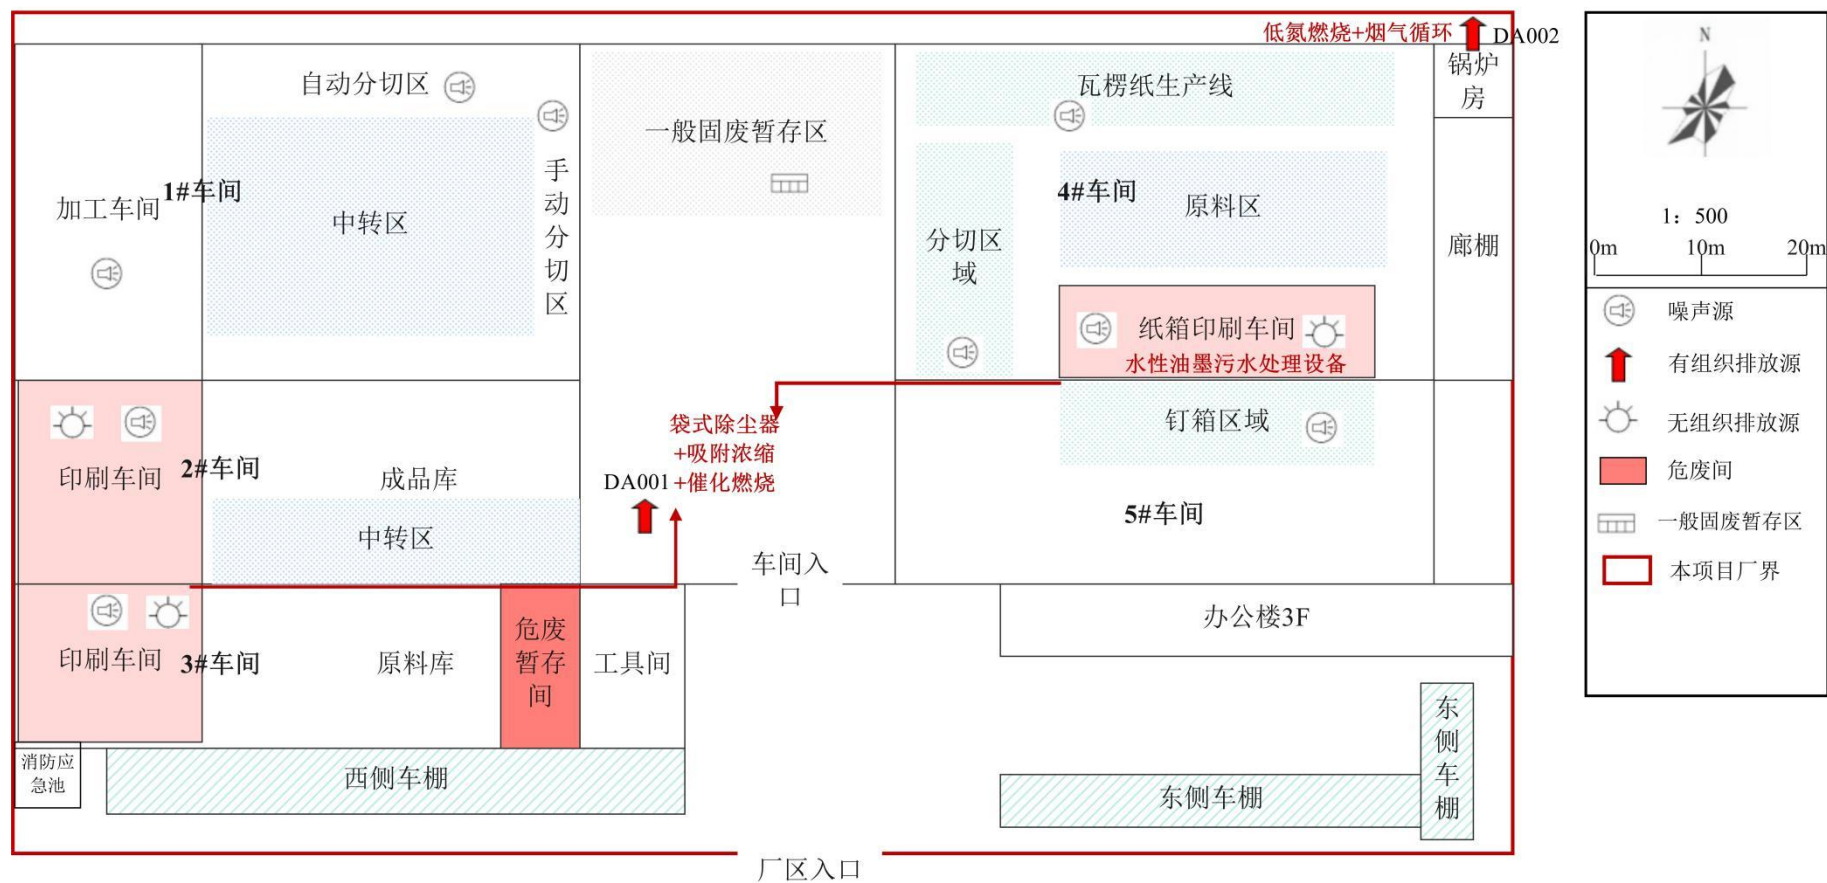 低氮燃烧+烟气循环
DA002
锅炉
房
自动分切区
瓦楞纸生产线
一般固废暂存区
手
动
分
切
区
加工车间
1#车间
中转区
4#车间
原料区
分切区
域
廊棚
纸箱印刷车间
水性油墨污水处理设备
钉箱区域
袋式除尘器
+吸附浓缩
+催化燃烧
DA001
印刷车间
2#车间
成品库
中转区
5#车间
车间入
口
办公楼3F
印刷车间
3#车间
原料库
危废
暂存
间
工具间
消防应
急池
西侧车棚
东侧车棚
东
侧
车
棚
厂区入口
N
1：500
0m
10m
20m
噪声源
有组织排放源
无组织排放源
危废间
一般固废暂存区
本项目厂界